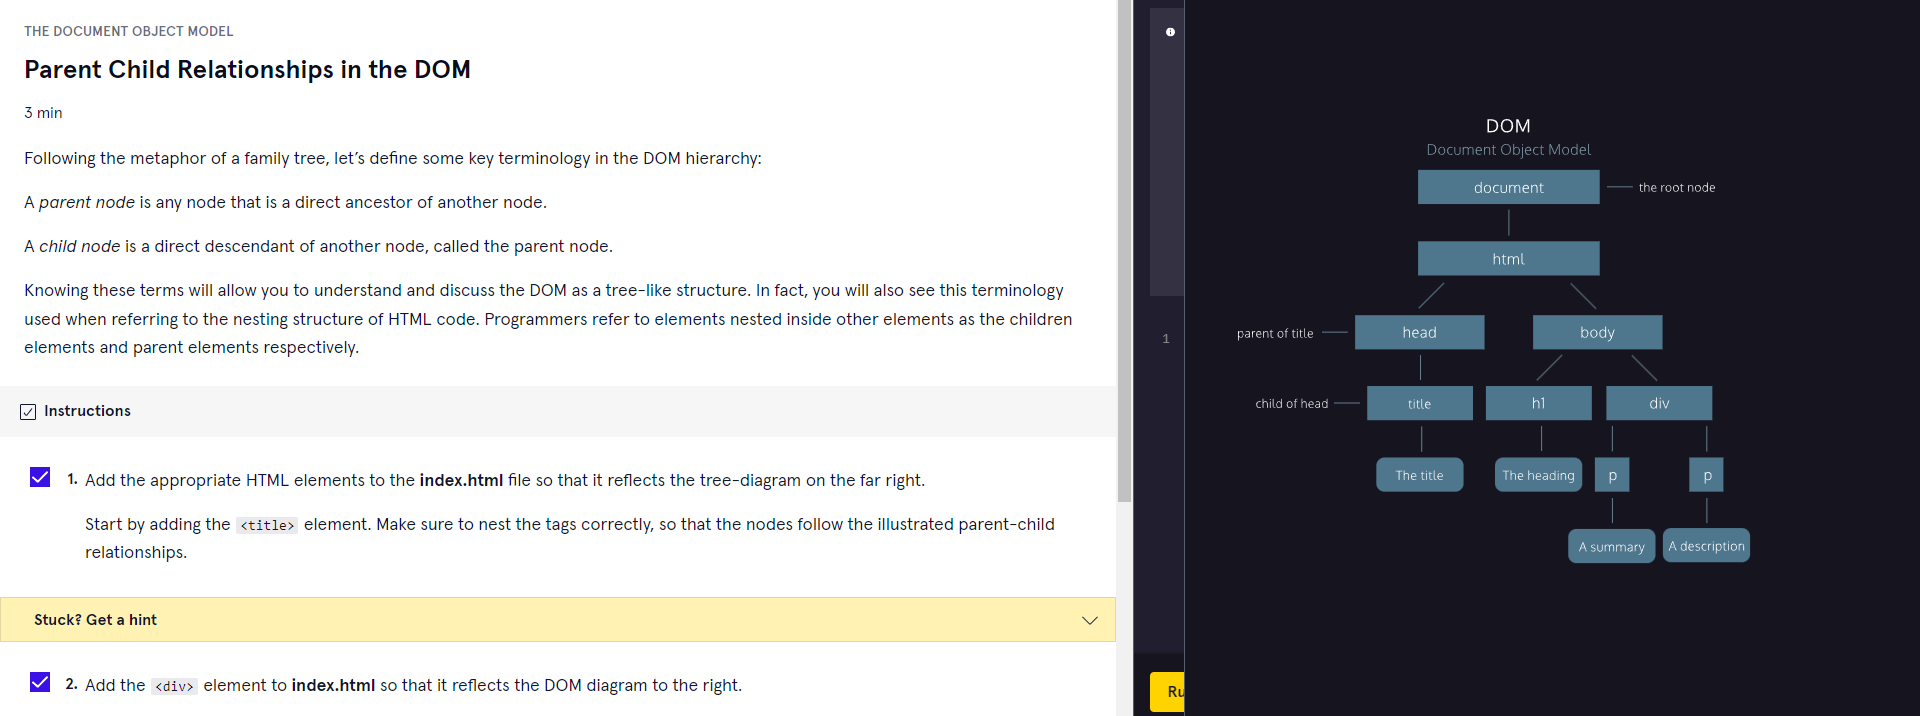 THE DOCUMENT OBJECT MODEL
Parent Child Relationships in the DOM
3 min
Following the metaphor of a family tree, let’s define some key terminology in the DOM hierarchy:
A parent node is any node that is a direct ancestor of another node.
A child node is a direct descendant of another node, called the parent node.
Knowing these terms will allow you to understand and discuss the DOM as a tree-like structure. In fact, you will also see this terminology
used when referring to the nesting structure of HTML code. Programmers refer to elements nested inside other elements as the children
elements and parent elements respectively.
Instructions
1. Add the appropriate HTML elements to the index.html file so that it reflects the tree-diagram on the far right.
Start by adding the <title> element. Make sure to nest the tags correctly, so that the nodes follow the illustrated parent-child
relationships.
Stuck? Get a hint
2. Add the <div> element to index.html so that it reflects the DOM diagram to the right.
1
Ru
DOM
Document Object Model
document
the root node
html
parent of title
head
body
child of head
title
h1
div
The title
The heading
p
p
A summary
A description